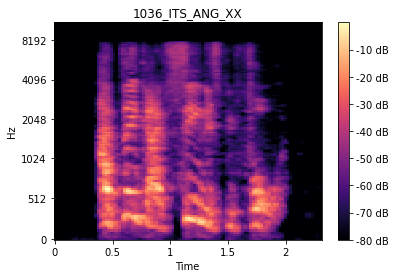 1036_ITS_ANG_XX
8192
4096
2048
1024
512
0
Hz
0 0.5 1 1.5 2
Time
-10 dB
-20 dB
-30 dB
-40 dB
-50 dB
-60 dB
-70 dB
-80 dB